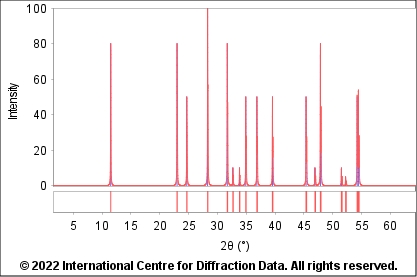 100
80
60
40
20
0
Intensity
5 10 15 20 25 30 35 40 45 50 55 60
2θ (°)
© 2022 International Centre for Diffraction Data. All rights reserved.